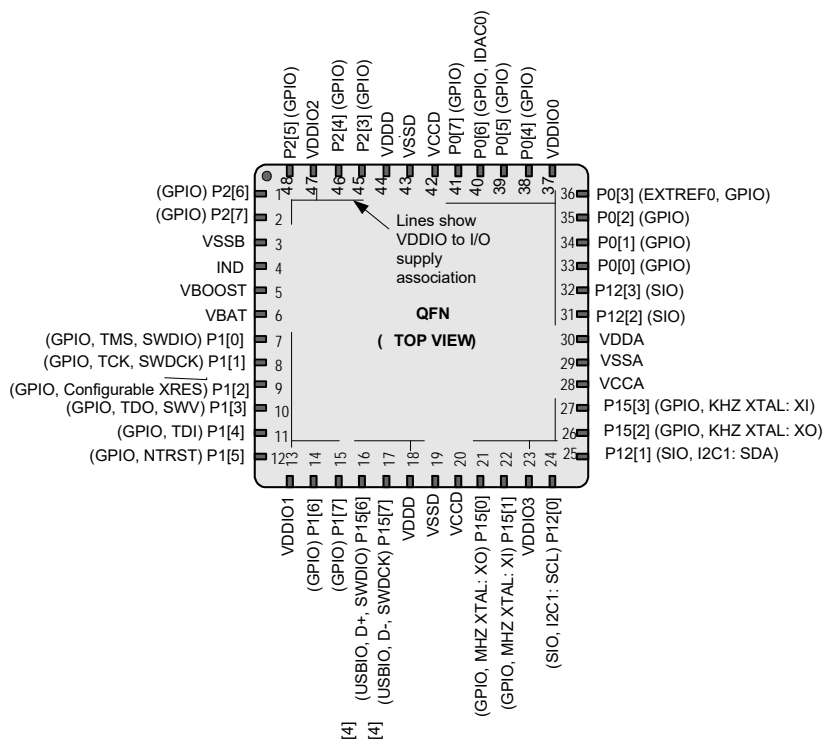 P2[5] (GPIO)
VDDIO2
P2[4] (GPIO)
P2[3] (GPIO)
VDDD
VSSD
VCCD
P0[7] (GPIO)
P0[6] (GPIO, IDAC0)
P0[5] (GPIO)
P0[4] (GPIO)
VDDIO0
48
47
46
45
44
43
42
41
40
39
38
37
(GPIO) P2[6] 1
(GPIO) P2[7] 2
VSSB 3
IND 4
VBOOST 5
VBAT 6
(GPIO, TMS, SWDIO) P1[0] 7
(GPIO, TCK, SWDCK) P1[1] 8
(GPIO, Configurable XRES) P1[2] 9
(GPIO, TDO, SWV) P1[3] 10
(GPIO, TDI) P1[4] 11
(GPIO, NTRST) P1[5] 12
Lines show
VDDIO to I/O
supply
association
QFN
( TOP VIEW)
36 P0[3] (EXTREF0, GPIO)
35 P0[2] (GPIO)
34 P0[1] (GPIO)
33 P0[0] (GPIO)
32 P12[3] (SIO)
31 P12[2] (SIO)
30 VDDA
29 VSSA
28 VCCA
27 P15[3] (GPIO, KHZ XTAL: XI)
26 P15[2] (GPIO, KHZ XTAL: XO)
25 P12[1] (SIO, I2C1: SDA)
13
14
15
16
17
18
19
20
21
22
23
24
VDDIO1
(GPIO) P1[6]
(GPIO) P1[7]
(USBIO, D+, SWDIO) P15[6]
(USBIO, D-, SWDCK) P15[7]
VDDD
VSSD
VCCD
(GPIO, MHZ XTAL: XO) P15[0]
(GPIO, MHZ XTAL: XI) P15[1]
VDDIO3
(SIO, I2C1: SCL) P12[0]
[4]
[4]